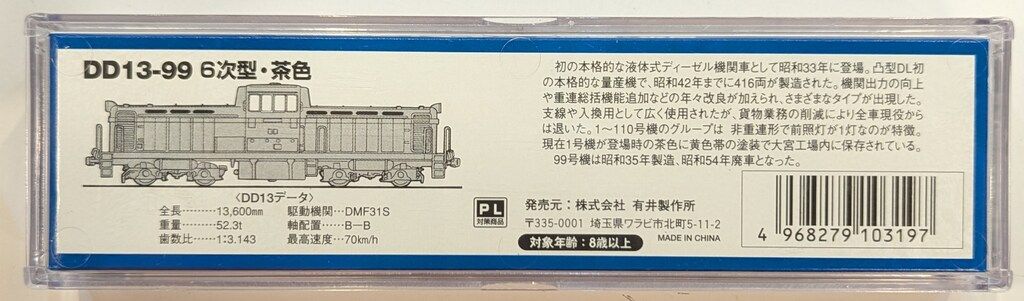 DD13-99 6次型・茶色
〈DD13データ〉
全長……… 13,600mm 駆動機関…DMF31S
重量……… 52.3t 軸配置……B−B
歯数比…… 1:3.143 最高速度…70km/h
初の本格的な液体式ディーゼル機関車として昭和33年に登場。凸型DL初
の本格的な量産機で、昭和42年までに416両が製造された。機関出力の向上
や重連総括機能追加などの年々改良が加えられ、さまざまなタイプが出現した。
支線や入換用として広く使用されたが、貨物業務の削減により全車現役から
は退いた。1〜110号機のグループは 非重連形で前照灯が1灯なのが特徴。
現在1号機が登場時の茶色に黄色帯の塗装で大宮工場内に保存されている。
99号機は昭和35年製造、昭和54年廃車となった。
PL
対策商品
発売元：株式会社 有井製作所
〒335-0001 埼玉県ワラビ市北町5-11-2
対象年齢：8歳以上 MADE IN CHINA
4 968279 103197